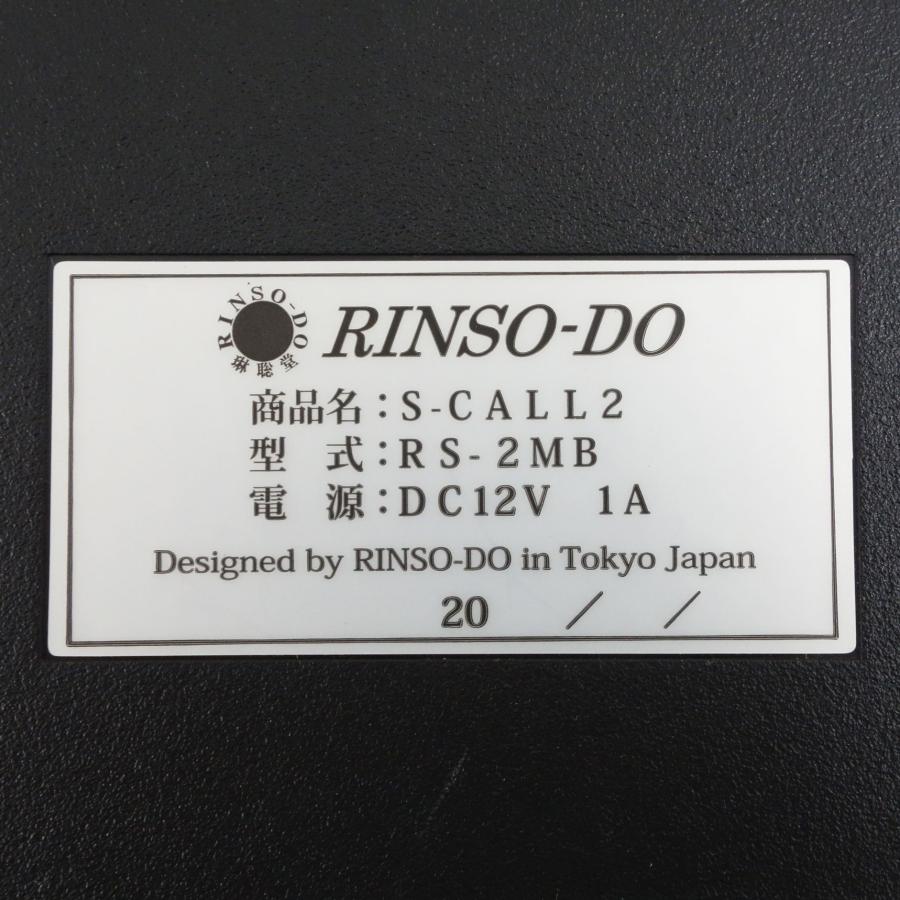 RINSO-DO
聡堂
RINSO-DO
商品名：S-CALL2
型 式：RS-2MB
電 源：DC12V 1A
Designed by RINSO-DO in Tokyo Japan
20 / /